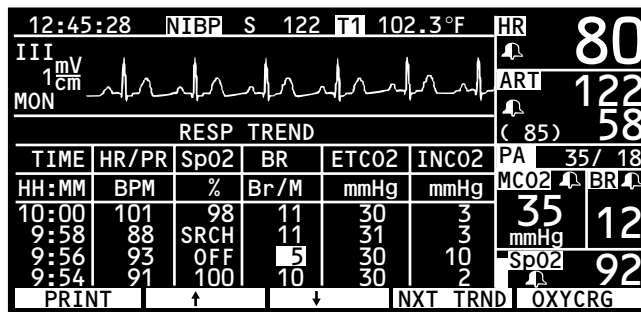 12:45:28 NIBP S 122 T1 102.3°F
III
1 mV
cm
MON
RESP TREND
TIME HR/PR SpO2 BR ETCO2 INCO2
HH:MM BPM % Br/M mmHg mmHg
10:00 101 98 11 30 3
9:58 88 SRCH 11 31 3
9:56 93 OFF 5 30 10
9:54 91 100 10 30 2
PRINT ↑ ↓ NXT TRND OXYCRG
HR
80
ART
122
58
( 85)
PA 35/ 18
MCO2 BR
35 12
mmHg
SpO2 92